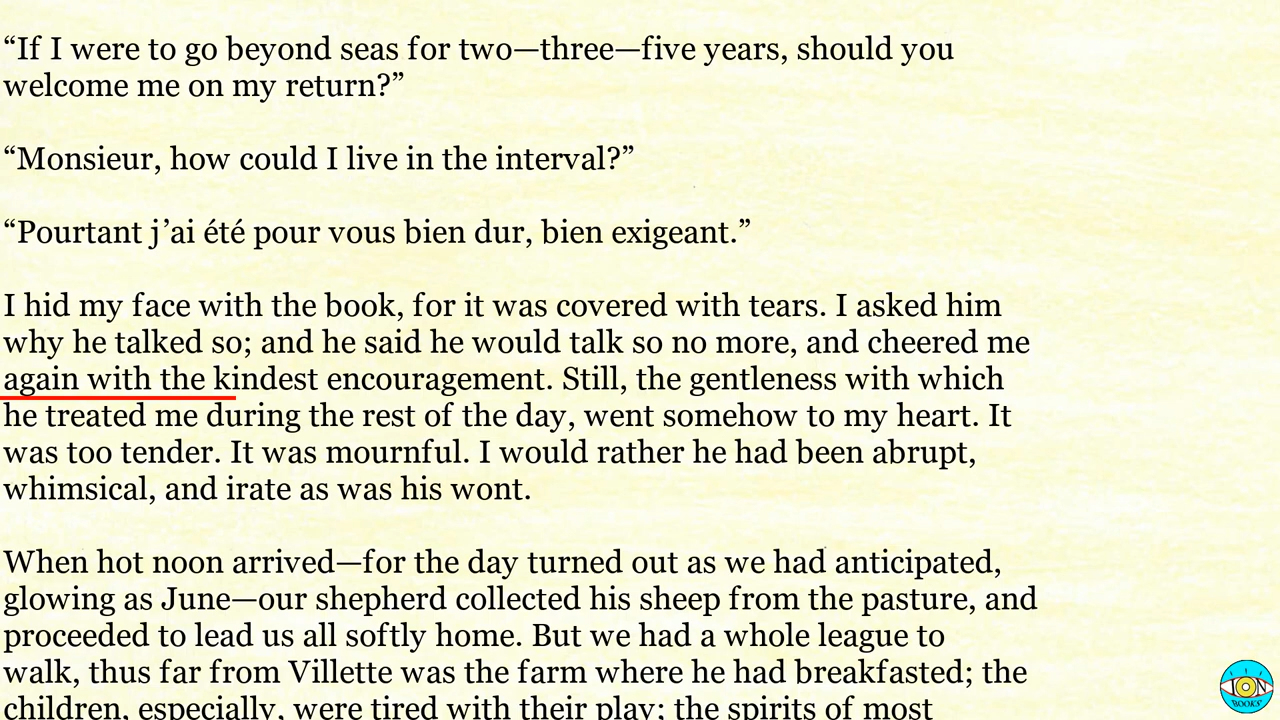 “If I were to go beyond seas for two—three—five years, should you
welcome me on my return?”
“Monsieur, how could I live in the interval?”
“Pourtant j’ai été pour vous bien dur, bien exigeant.”
I hid my face with the book, for it was covered with tears. I asked him
why he talked so; and he said he would talk so no more, and cheered me
again with the kindest encouragement. Still, the gentleness with which
he treated me during the rest of the day, went somehow to my heart. It
was too tender. It was mournful. I would rather he had been abrupt,
whimsical, and irate as was his wont.
When hot noon arrived—for the day turned out as we had anticipated,
glowing as June—our shepherd collected his sheep from the pasture, and
proceeded to lead us all softly home. But we had a whole league to
walk, thus far from Villette was the farm where he had breakfasted; the
children, especially, were tired with their play; the spirits of most
ION
BOOKS